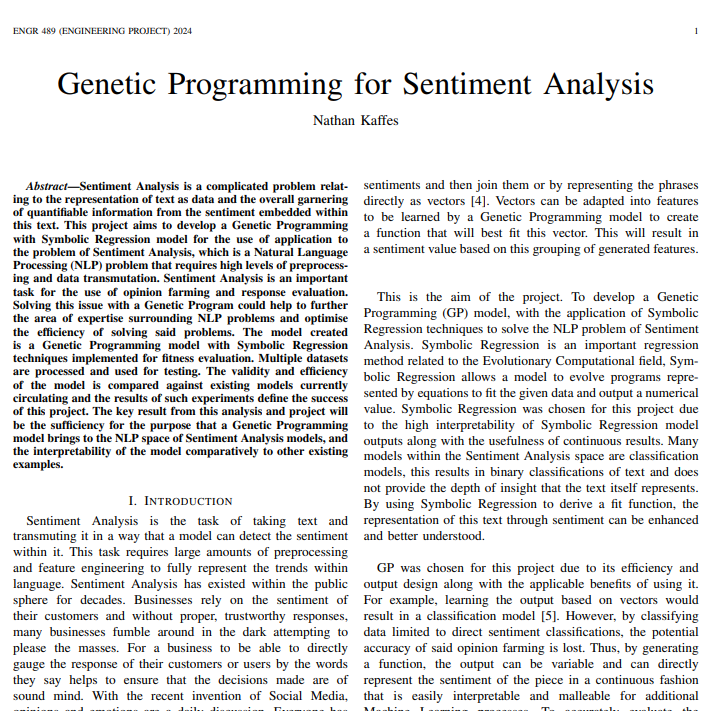 ENGR 489 (ENGINEERING PROJECT) 2024
1
Genetic Programming for Sentiment Analysis
Nathan Kaffes
Abstract—Sentiment Analysis is a complicated problem relat-
ing to the representation of text as data and the overall garnering
of quantifiable information from the sentiment embedded within
this text. This project aims to develop a Genetic Programming
with Symbolic Regression model for the use of application to
the problem of Sentiment Analysis, which is a Natural Language
Processing (NLP) problem that requires high levels of preprocess-
ing and data transmutation. Sentiment Analysis is an important
task for the use of opinion farming and response evaluation.
Solving this issue with a Genetic Program could help to further
the area of expertise surrounding NLP problems and optimise
the efficiency of solving said problems. The model created
is a Genetic Programming model with Symbolic Regression
techniques implemented for fitness evaluation. Multiple datasets
are processed and used for testing. The validity and efficiency
of the model is compared against existing models currently
circulating and the results of such experiments define the success
of this project. The key result from this analysis and project will
be the sufficiency for the purpose that a Genetic Programming
model brings to the NLP space of Sentiment Analysis models, and
the interpretability of the model comparatively to other existing
examples.
I. INTRODUCTION
Sentiment Analysis is the task of taking text and
transmuting it in a way that a model can detect the sentiment
within it. This task requires large amounts of preprocessing
and feature engineering to fully represent the trends within
language. Sentiment Analysis has existed within the public
sphere for decades. Businesses rely on the sentiment of
their customers and without proper, trustworthy responses,
many businesses fumble around in the dark attempting to
please the masses. For a business to be able to directly
gauge the response of their customers or users by the words
they say helps to ensure that the decisions made are of
sound mind. With the recent invention of Social Media,
opinions and emotions are a daily discussion. Everyone has
sentiments and then join them or by representing the phrases
directly as vectors [4]. Vectors can be adapted into features
to be learned by a Genetic Programming model to create
a function that will best fit this vector. This will result in
a sentiment value based on this grouping of generated features.
This is the aim of the project. To develop a Genetic
Programming (GP) model, with the application of Symbolic
Regression techniques to solve the NLP problem of Sentiment
Analysis. Symbolic Regression is an important regression
method related to the Evolutionary Computational field, Sym-
bolic Regression allows a model to evolve programs repre-
sented by equations to fit the given data and output a numerical
value. Symbolic Regression was chosen for this project due
to the high interpretability of Symbolic Regression model
outputs along with the usefulness of continuous results. Many
models within the Sentiment Analysis space are classification
models, this results in binary classifications of text and does
not provide the depth of insight that the text itself represents.
By using Symbolic Regression to derive a fit function, the
representation of this text through sentiment can be enhanced
and better understood.
GP was chosen for this project due to its efficiency and
output design along with the applicable benefits of using it.
For example, learning the output based on vectors would
result in a classification model [5]. However, by classifying
data limited to direct sentiment classifications, the potential
accuracy of said opinion farming is lost. Thus, by generating
a function, the output can be variable and can directly
represent the sentiment of the piece in a continuous fashion
that is easily interpretable and malleable for additional
Machine Learning processes. To accurately evaluate the